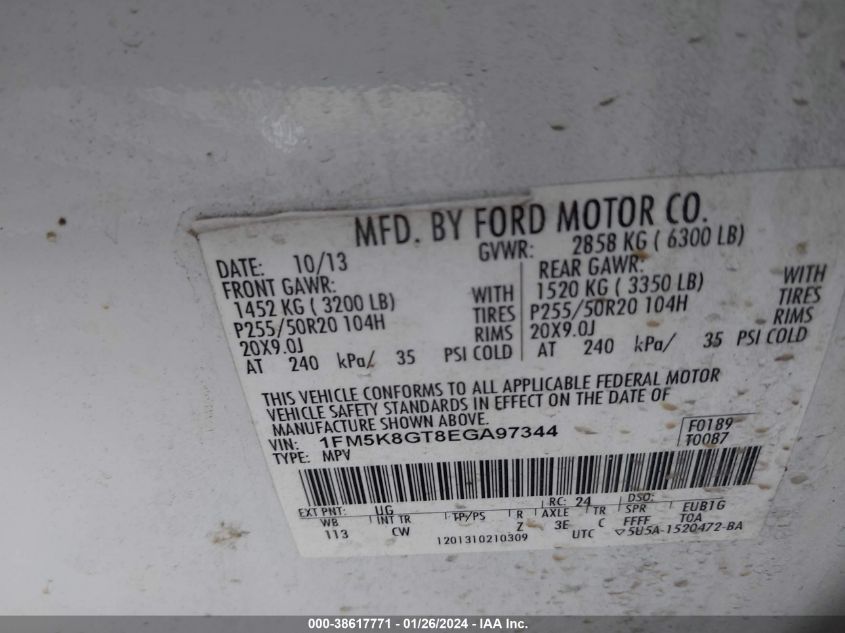 MFD. BY FORD MOTOR CO.
DATE: 10/13 GVWR: 2858 KG ( 6300 LB)
FRONT GAWR: REAR GAWR:
1452 KG ( 3200 LB) WITH 1520 KG ( 3350 LB) WITH
P255/50R20 104H TIRES P255/50R20 104H TIRES
20X9.0J RIMS 20X9.0J RIMS
AT 240 kPa/ 35 PSI COLD AT 240 kPa/ 35 PSI COLD
THIS VEHICLE CONFORMS TO ALL APPLICABLE FEDERAL MOTOR
VEHICLE SAFETY STANDARDS IN EFFECT ON THE DATE OF
MANUFACTURE SHOWN ABOVE.
VIN: 1FM5K8GT8EGA97344 F0189
TYPE: MPV T0087
EXT PNT: UG RC: 24 DSO:
WB INT TR TP/PS R AXLE TR SPR EUB1G
113 CW Z 3E C FFFF TOA
1201310210309 UTC ▽5U5A-1520472-BA
000-38617771 - 01/26/2024 - IAA Inc.